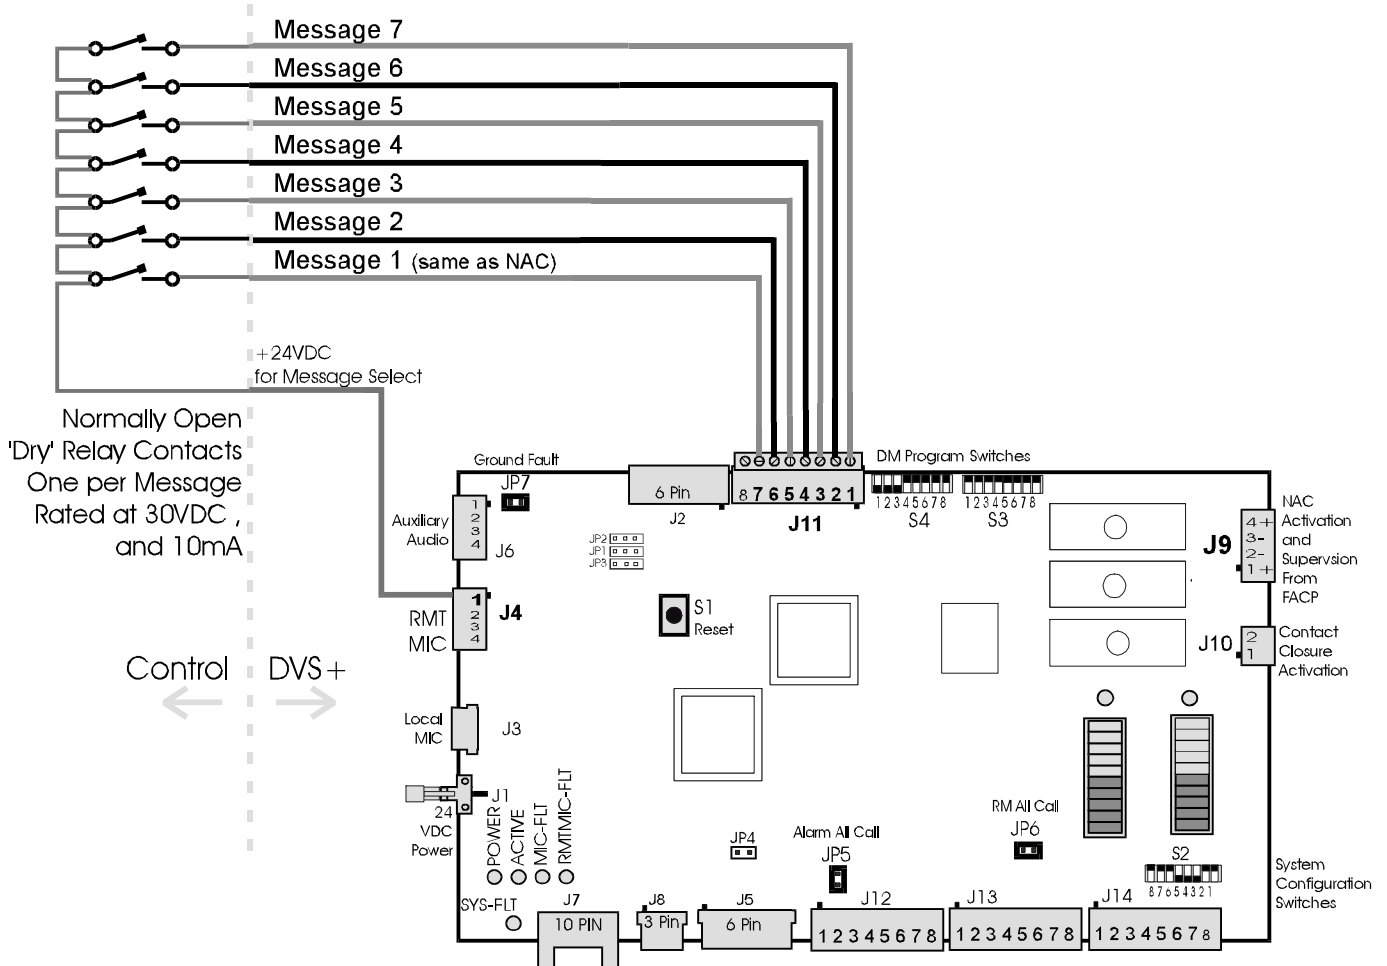 Message 7
Message 6
Message 5
Message 4
Message 3
Message 2
Message 1 (same as NAC)
+24VDC
for Message Select
Normally Open
'Dry' Relay Contacts
One per Message
Rated at 30VDC ,
and 10mA
Control
DVS+
Ground Fault
JP7
6 Pin
J2
8 7 6 5 4 3 2 1
J11
DM Program Switches
1 2 3 4 5 6 7 8
S4
1 2 3 4 5 6 7 8
S3
Auxiliary
Audio
1
2
3
4
J6
JP2
JP1
JP3
RMT
MIC
1
2
3
4
J4
S1
Reset
J9
4 +
3 -
2 -
1 +
NAC
Activation
and
Supervsion
From
FACP
J10
2
1
Contact
Closure
Activation
Local
MIC
J3
J1
24
VDC
Power
POWER
ACTIVE
MIC-FLT
RMTMIC-FLT
SYS-FLT
JP4
Alarm All Call
JP5
RM All Call
JP6
S2
8 7 6 5 4 3 2 1
System
Configuration
Switches
J7
10 PIN
J8
3 Pin
J5
6 Pin
J12
1 2 3 4 5 6 7 8
J13
1 2 3 4 5 6 7 8
J14
1 2 3 4 5 6 7 8